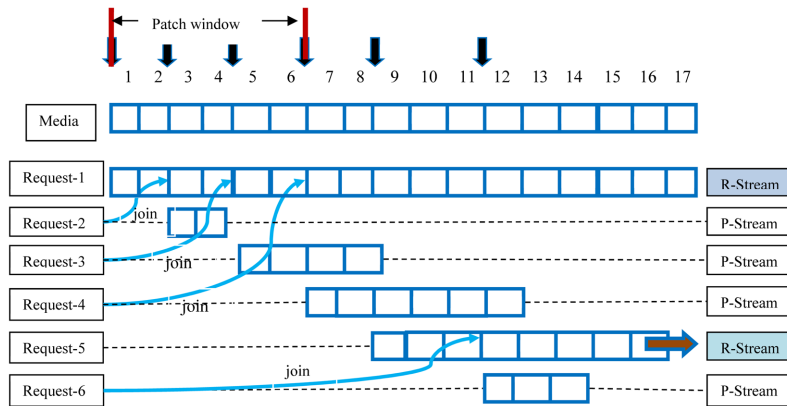 Patch window
1 2 3 4 5 6 7 8 9 10 11 12 13 14 15 16 17
Media
Request-1 R-Stream
Request-2 join P-Stream
Request-3 join P-Stream
Request-4 join P-Stream
Request-5 R-Stream
join
Request-6 P-Stream